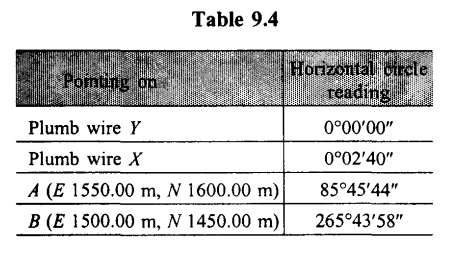 Table 9.4
Pointing on
Horizontal circle
reading
Plumb wire Y
0°00'00"
Plumb wire X
0°02'40"
A (E 1550.00 m, N 1600.00 m)
85°45'44"
B (E 1500.00 m, N 1450.00 m)
265°43'58"